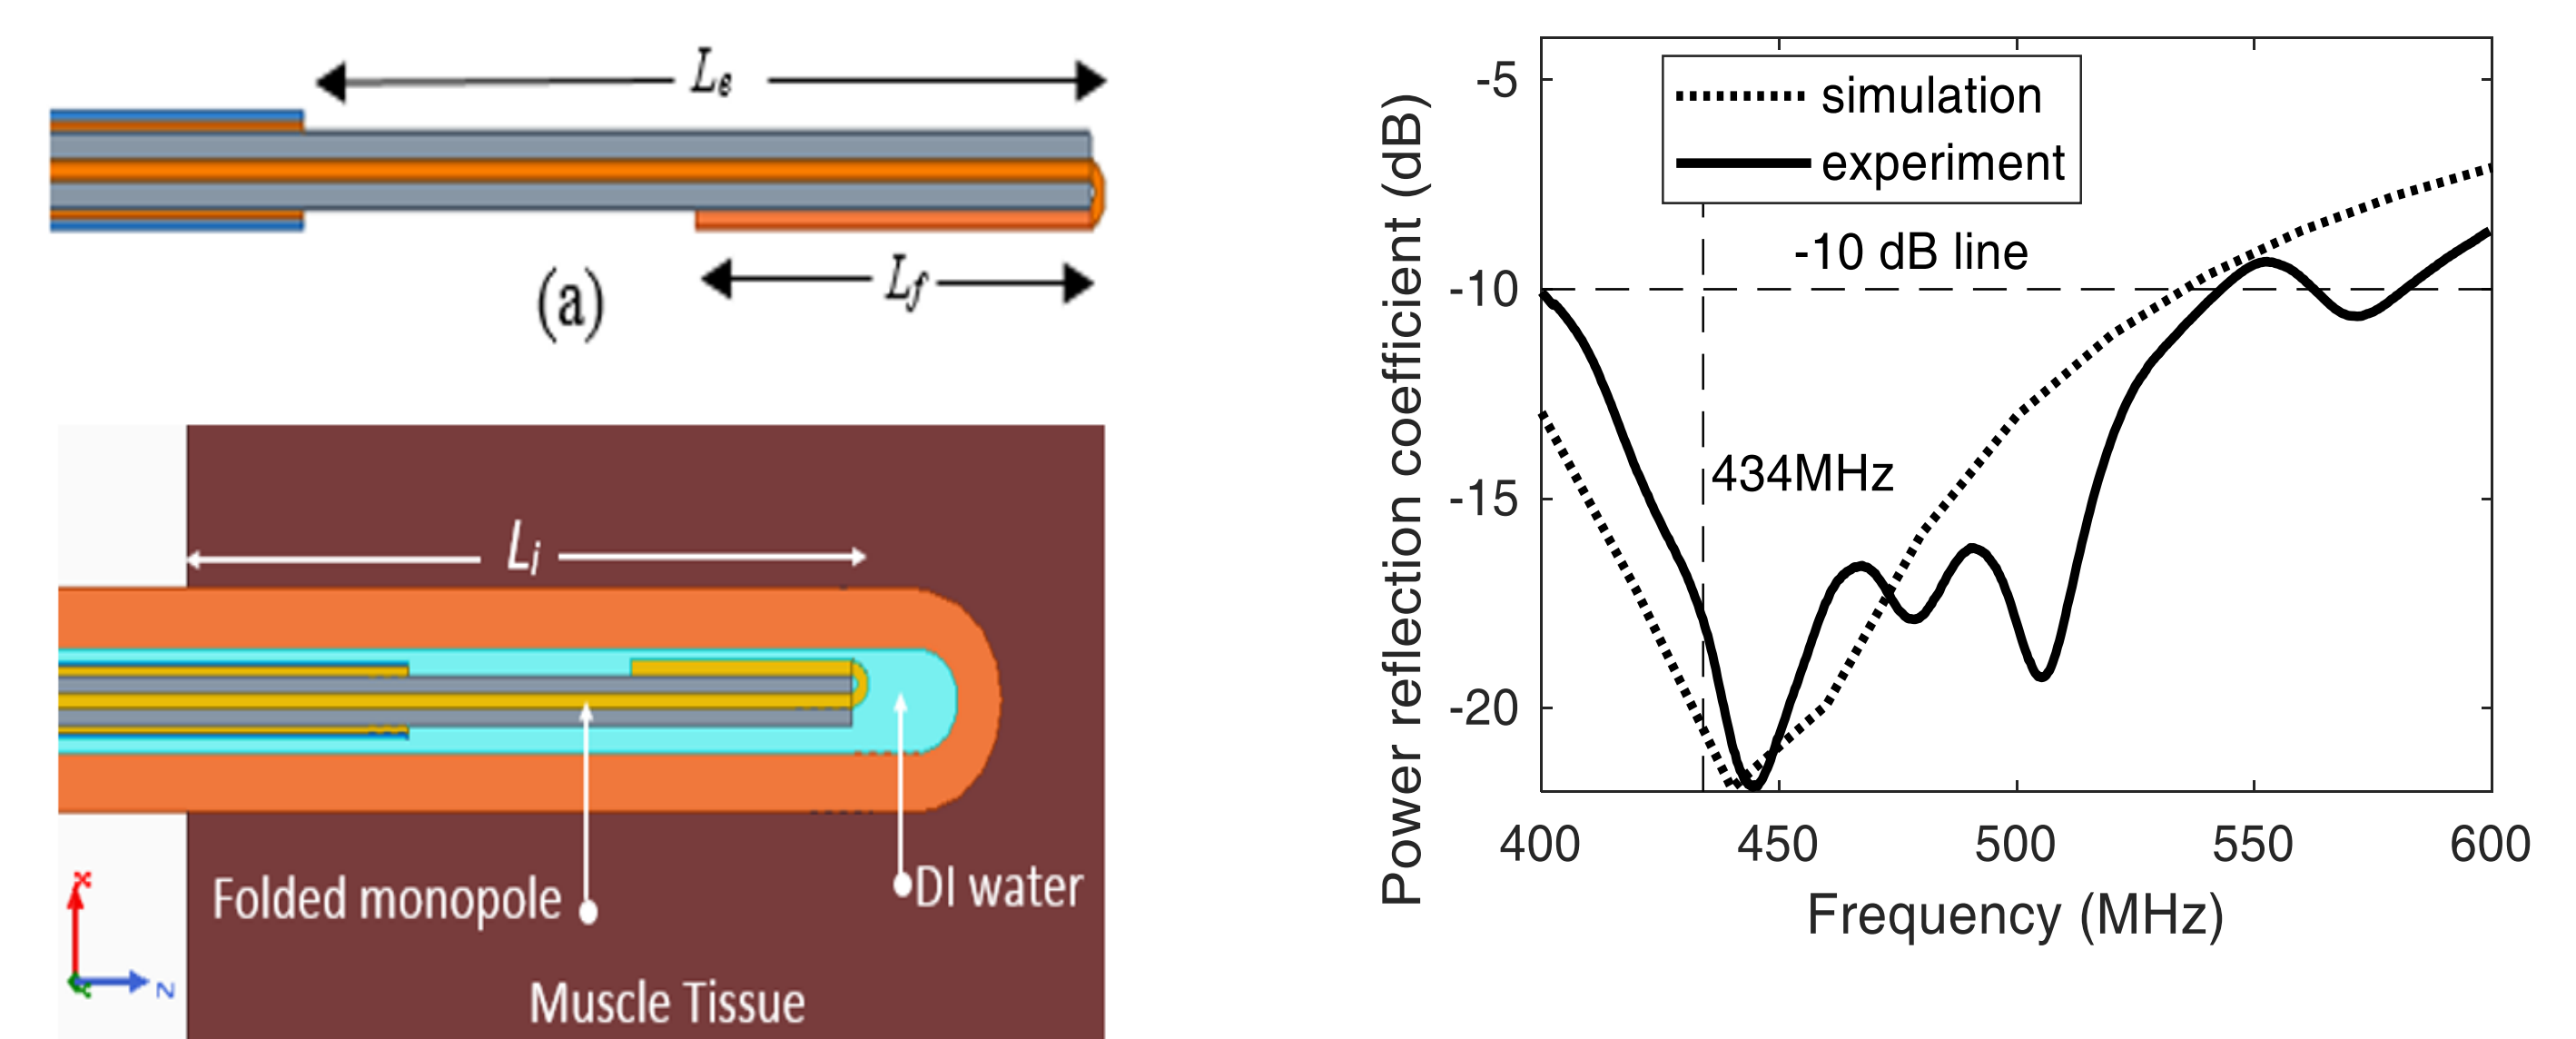 Le
(a)
Lf
Li
Folded monopole
DI water
Muscle Tissue
x
z
Power reflection coefficient (dB)
-5
-10
-15
-20
simulation
experiment
-10 dB line
434MHz
400
450
500
550
600
Frequency (MHz)